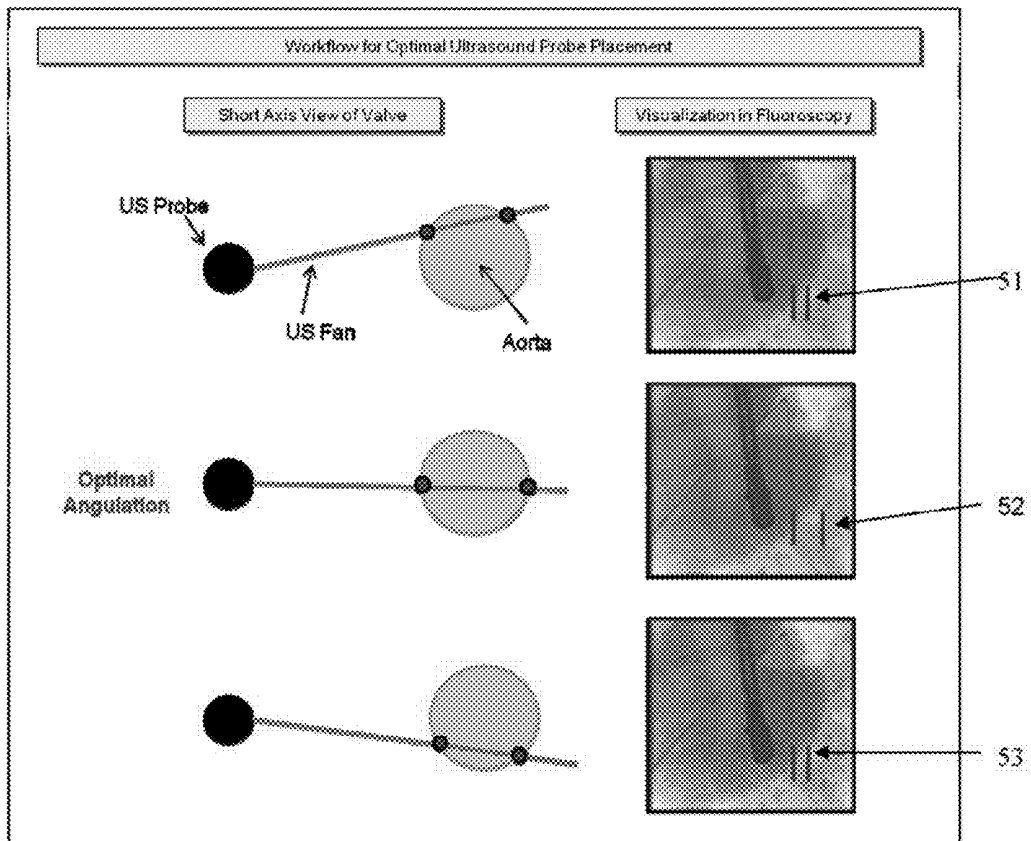 Workflow for Optimal Ultrasound Probe Placement
Short Axis View of Valve
Visualization in Fluoroscopy
US Probe
US Fan
Aorta
51
Optimal
Angulation
52
53